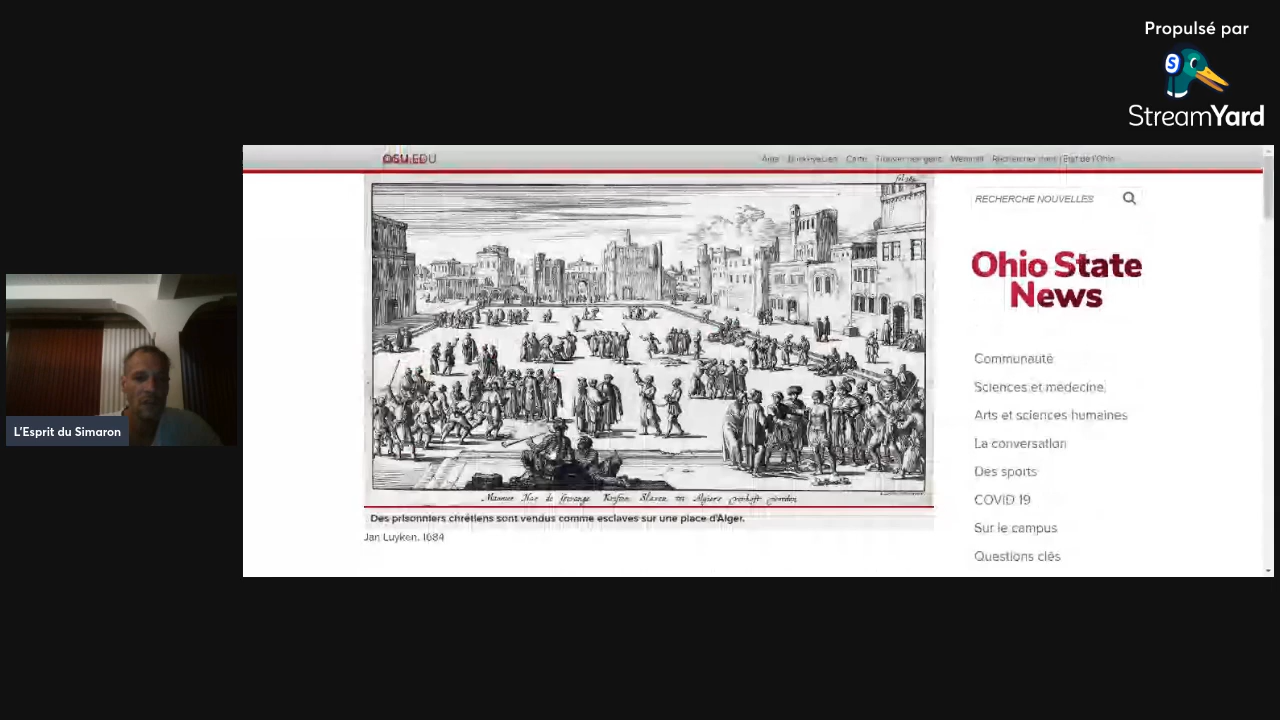 Propulsé par
StreamYard
OSU.EDU
RECHERCHE NOUVELLES
Ohio State
News
Communauté
Sciences et médecine
Arts et sciences humaines
La conversation
Des sports
COVID 19
Sur le campus
Questions clés
Des prisonniers chrétiens sont vendus comme esclaves sur une place d'Alger.
Jan Luyken, 1684
L'Esprit du Simaron